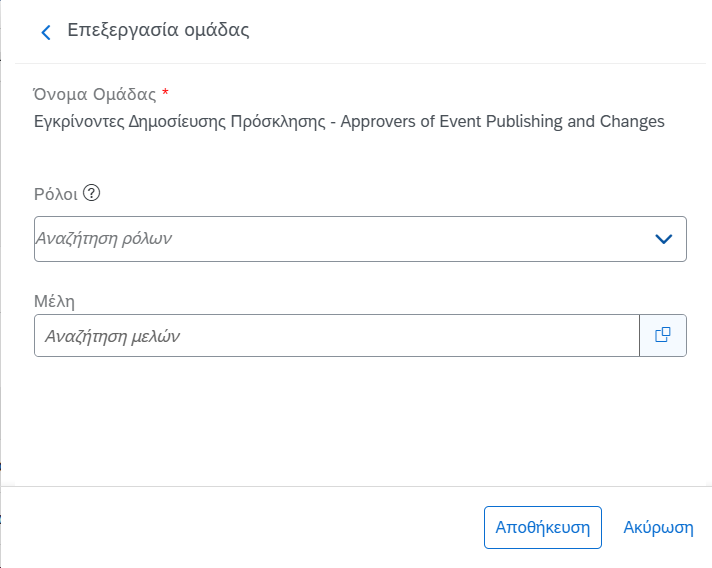 Επεξεργασία ομάδας
Όνομα Ομάδας *
Εγκρίνοντες Δημοσίευσης Πρόσκλησης - Approvers of Event Publishing and Changes
Ρόλοι ?
Αναζήτηση ρόλων
Μέλη
Αναζήτηση μελών
Αποθήκευση Ακύρωση